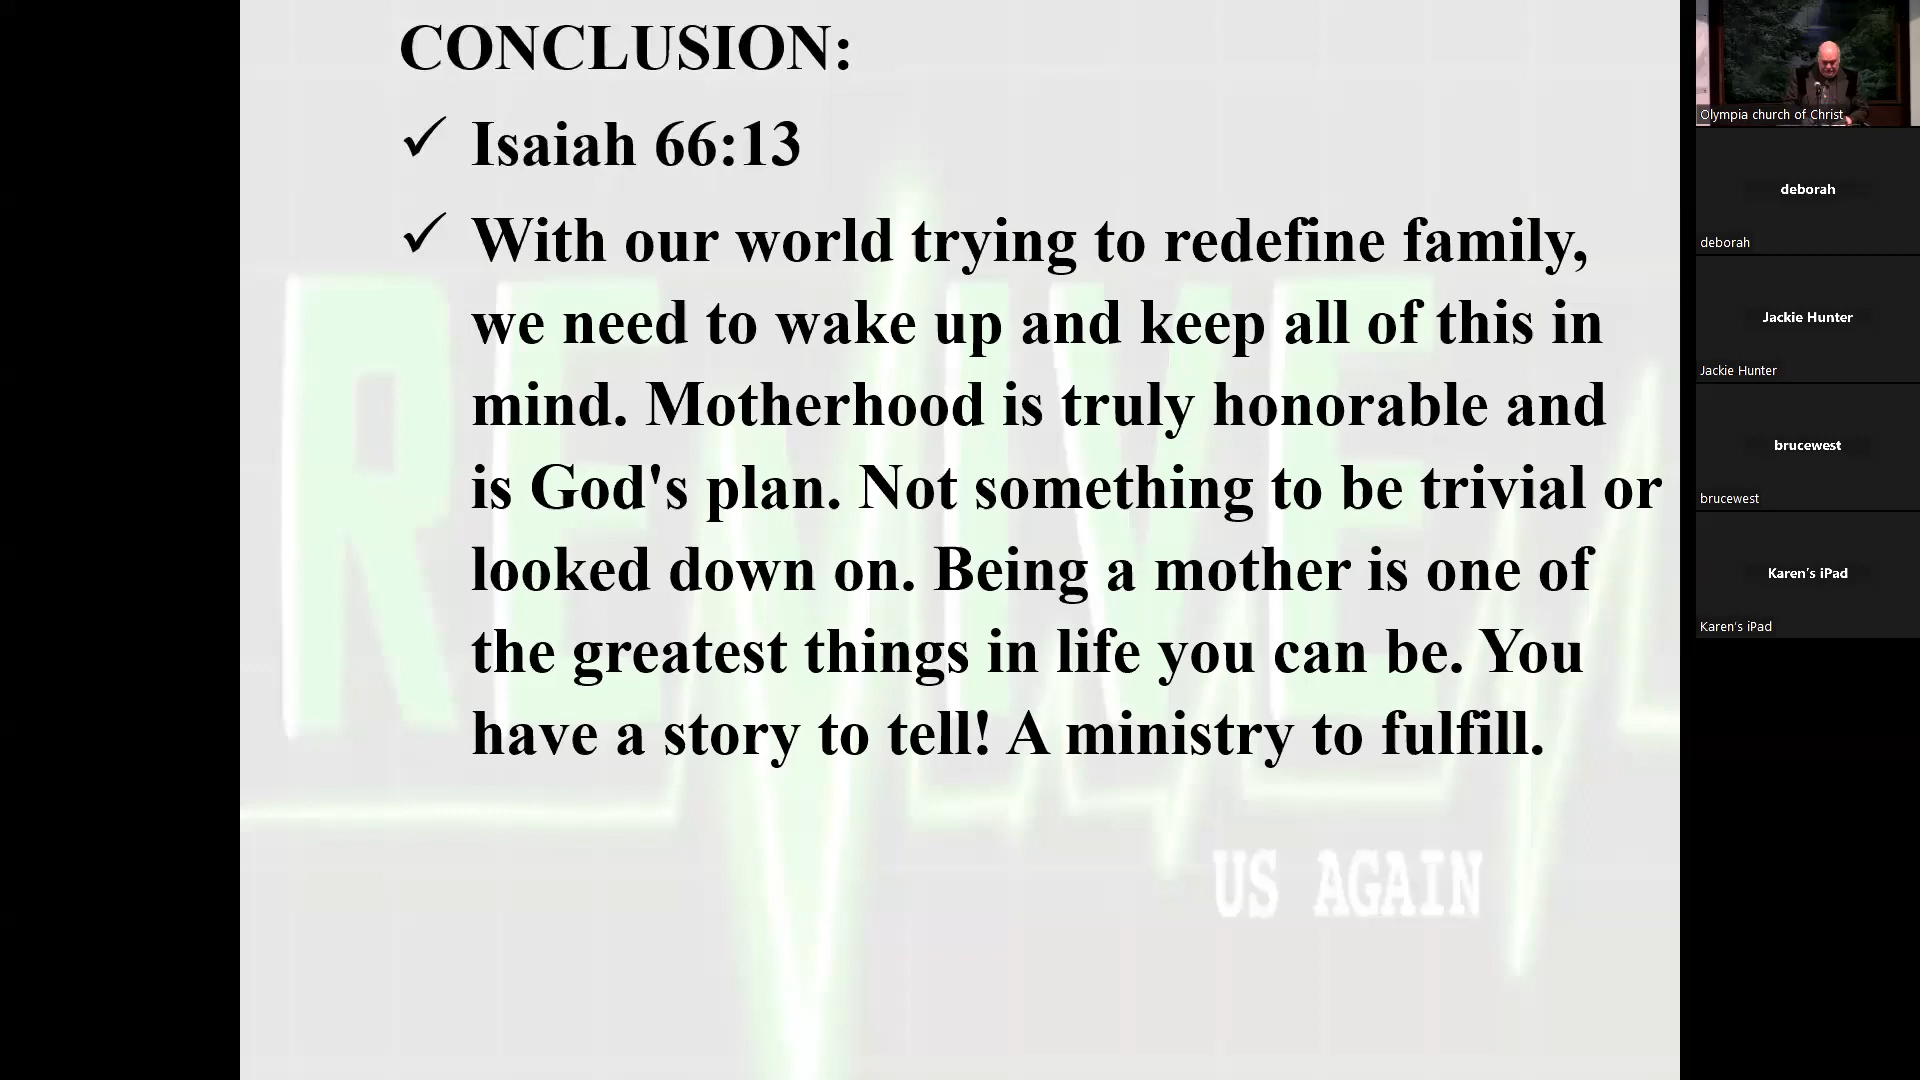 CONCLUSION:
✓ Isaiah 66:13
✓ With our world trying to redefine family,
we need to wake up and keep all of this in
mind. Motherhood is truly honorable and
is God's plan. Not something to be trivial or
looked down on. Being a mother is one of
the greatest things in life you can be. You
have a story to tell! A ministry to fulfill.
REVIVE
US AGAIN
Olympia church of Christ
deborah
deborah
Jackie Hunter
Jackie Hunter
brucewest
brucewest
Karen's iPad
Karen's iPad